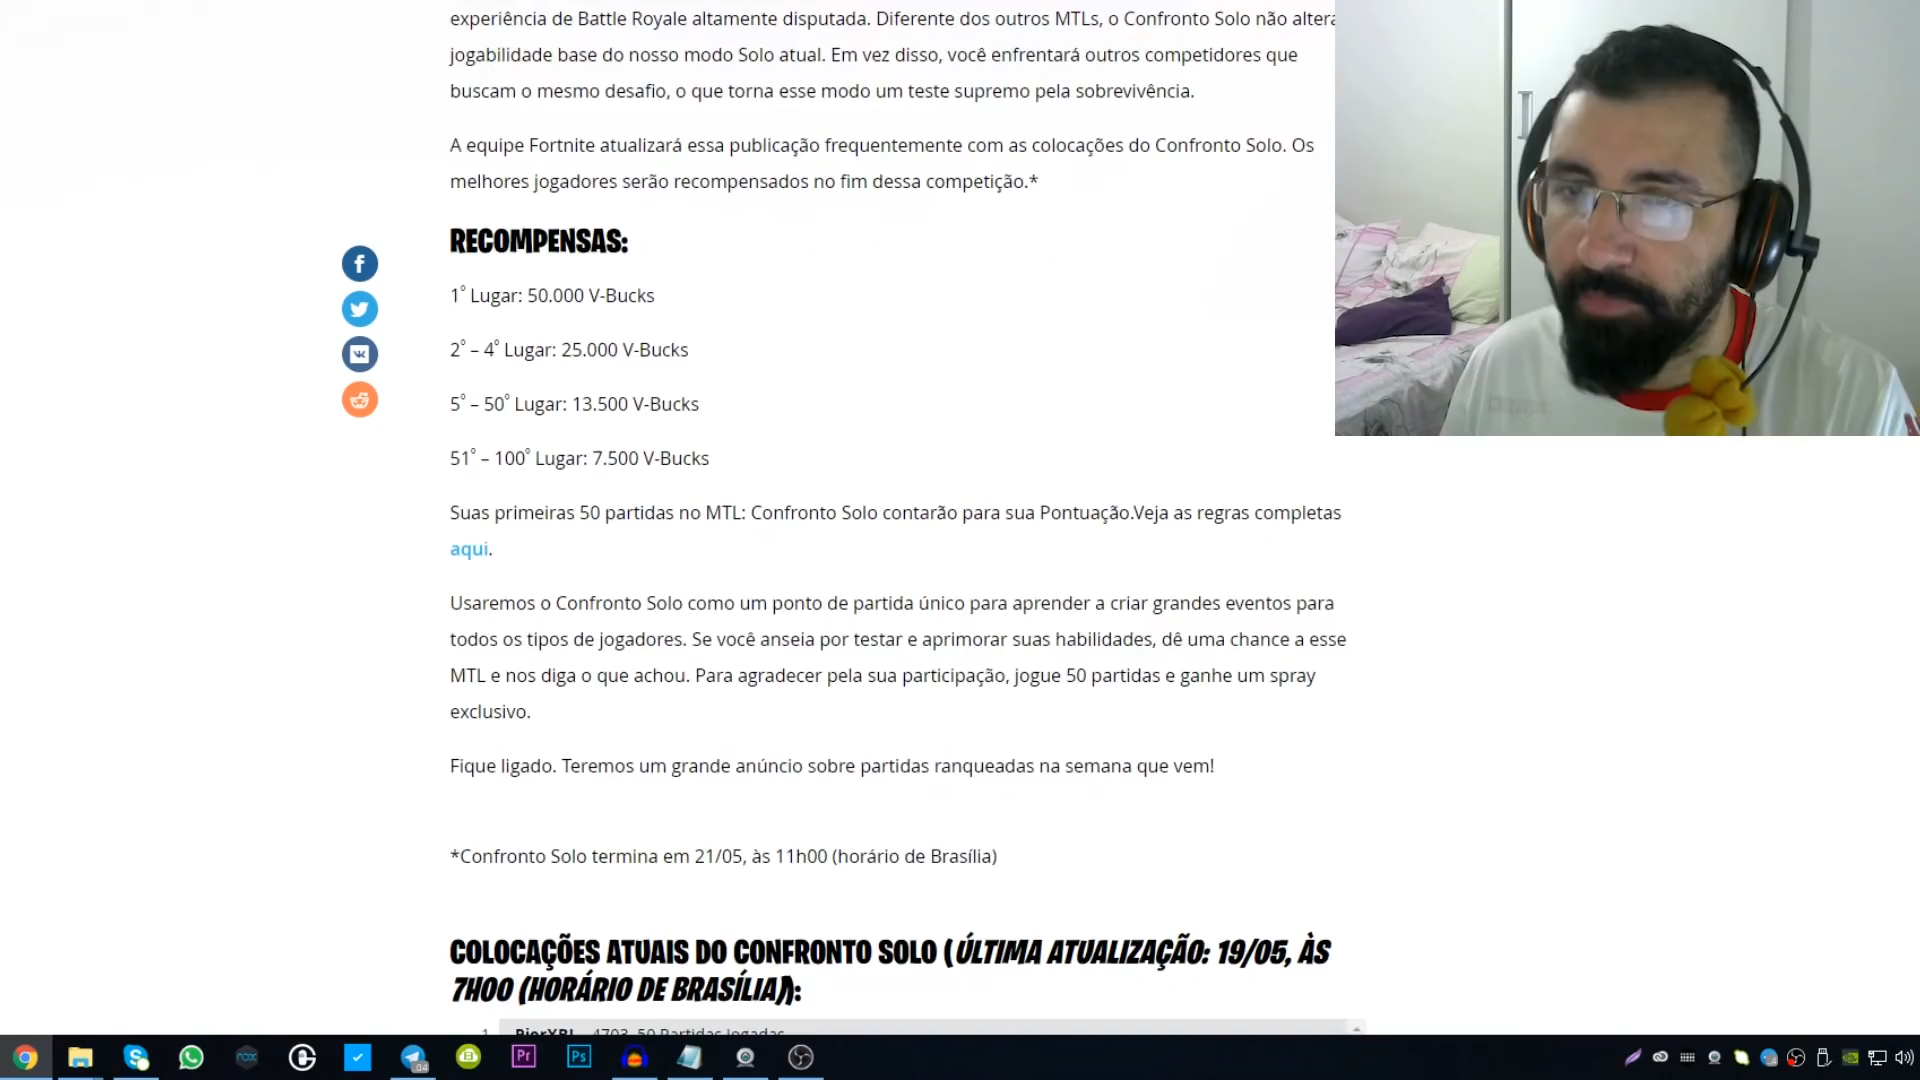 experiência de Battle Royale altamente disputada. Diferente dos outros MTLs, o Confronto Solo não altera
jogabilidade base do nosso modo Solo atual. Em vez disso, você enfrentará outros competidores que
buscam o mesmo desafio, o que torna esse modo um teste supremo pela sobrevivência.
A equipe Fortnite atualizará essa publicação frequentemente com as colocações do Confronto Solo. Os
melhores jogadores serão recompensados no fim dessa competição.*
RECOMPENSAS:
1° Lugar: 50.000 V-Bucks
2° – 4° Lugar: 25.000 V-Bucks
5° – 50° Lugar: 13.500 V-Bucks
51° – 100° Lugar: 7.500 V-Bucks
Suas primeiras 50 partidas no MTL: Confronto Solo contarão para sua Pontuação.Veja as regras completas
aqui.
Usaremos o Confronto Solo como um ponto de partida único para aprender a criar grandes eventos para
todos os tipos de jogadores. Se você anseia por testar e aprimorar suas habilidades, dê uma chance a esse
MTL e nos diga o que achou. Para agradecer pela sua participação, jogue 50 partidas e ganhe um spray
exclusivo.
Fique ligado. Teremos um grande anúncio sobre partidas ranqueadas na semana que vem!
*Confronto Solo termina em 21/05, às 11h00 (horário de Brasília)
COLOCAÇÕES ATUAIS DO CONFRONTO SOLO (ÚLTIMA ATUALIZAÇÃO: 19/05, ÀS
7H00 (HORÁRIO DE BRASÍLIA)):
4703, 50 Partidas Jogadas
nox
04
Pr
Ps